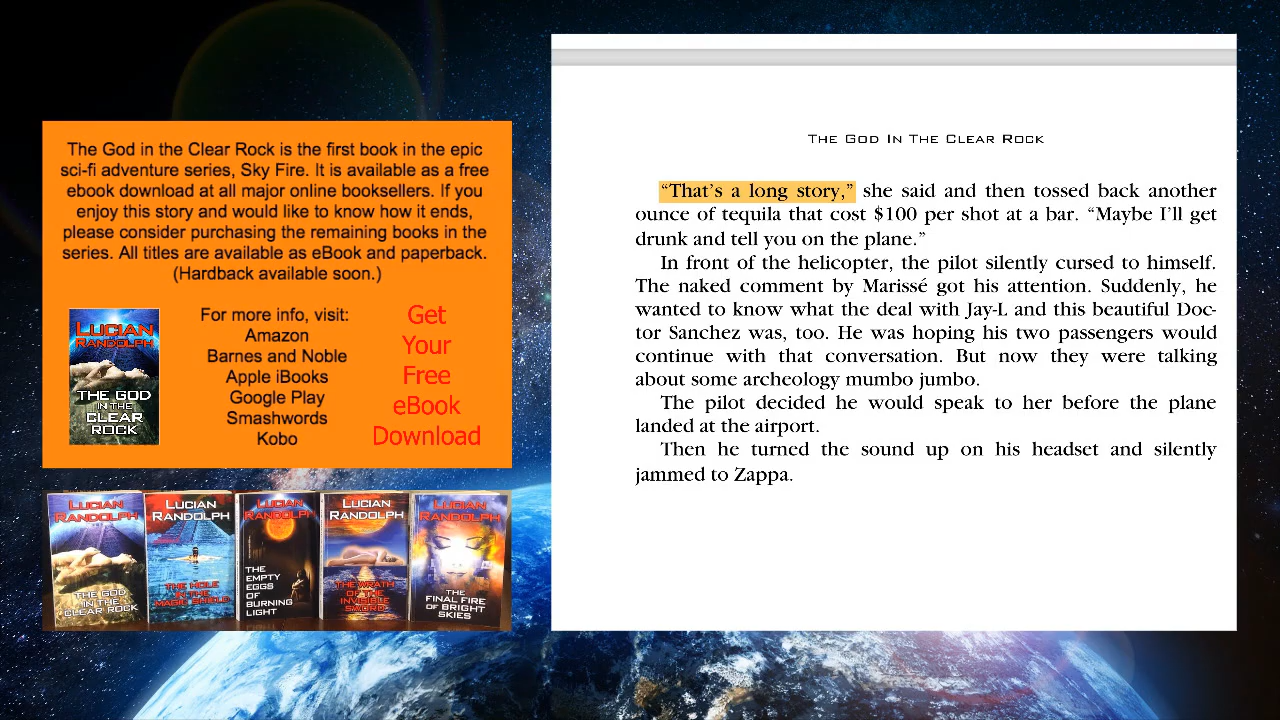 The God in the Clear Rock is the first book in the epic
sci-fi adventure series, Sky Fire. It is available as a free
ebook download at all major online booksellers. If you
enjoy this story and would like to know how it ends,
please consider purchasing the remaining books in the
series. All titles are available as eBook and paperback.
(Hardback available soon.)
LUCIAN
RANDOLPH
THE GOD
IN THE
CLEAR
ROCK
For more info, visit:
Amazon
Barnes and Noble
Apple iBooks
Google Play
Smashwords
Kobo
Get
Your
Free
eBook
Download
LUCIAN
RANDOLPH
THE GOD
IN THE
CLEAR ROCK
LUCIAN
RANDOLPH
THE HOLE
IN THE
MAGIC SHIELD
LUCIAN
RANDOLPH
THE
EMPTY
EGGS
OF
BURNING
LIGHT
LUCIAN
RANDOLPH
THE WRATH
OF THE
INVISIBLE
SWORD
LUCIAN
RANDOLPH
THE
FINAL FIRE
OF BRIGHT
SKIES
THE GOD IN THE CLEAR ROCK
“That’s a long story,” she said and then tossed back another
ounce of tequila that cost $100 per shot at a bar. “Maybe I’ll get
drunk and tell you on the plane.”
In front of the helicopter, the pilot silently cursed to himself.
The naked comment by Marissé got his attention. Suddenly, he
wanted to know what the deal with Jay-L and this beautiful Doc-
tor Sanchez was, too. He was hoping his two passengers would
continue with that conversation. But now they were talking
about some archeology mumbo jumbo.
The pilot decided he would speak to her before the plane
landed at the airport.
Then he turned the sound up on his headset and silently
jammed to Zappa.